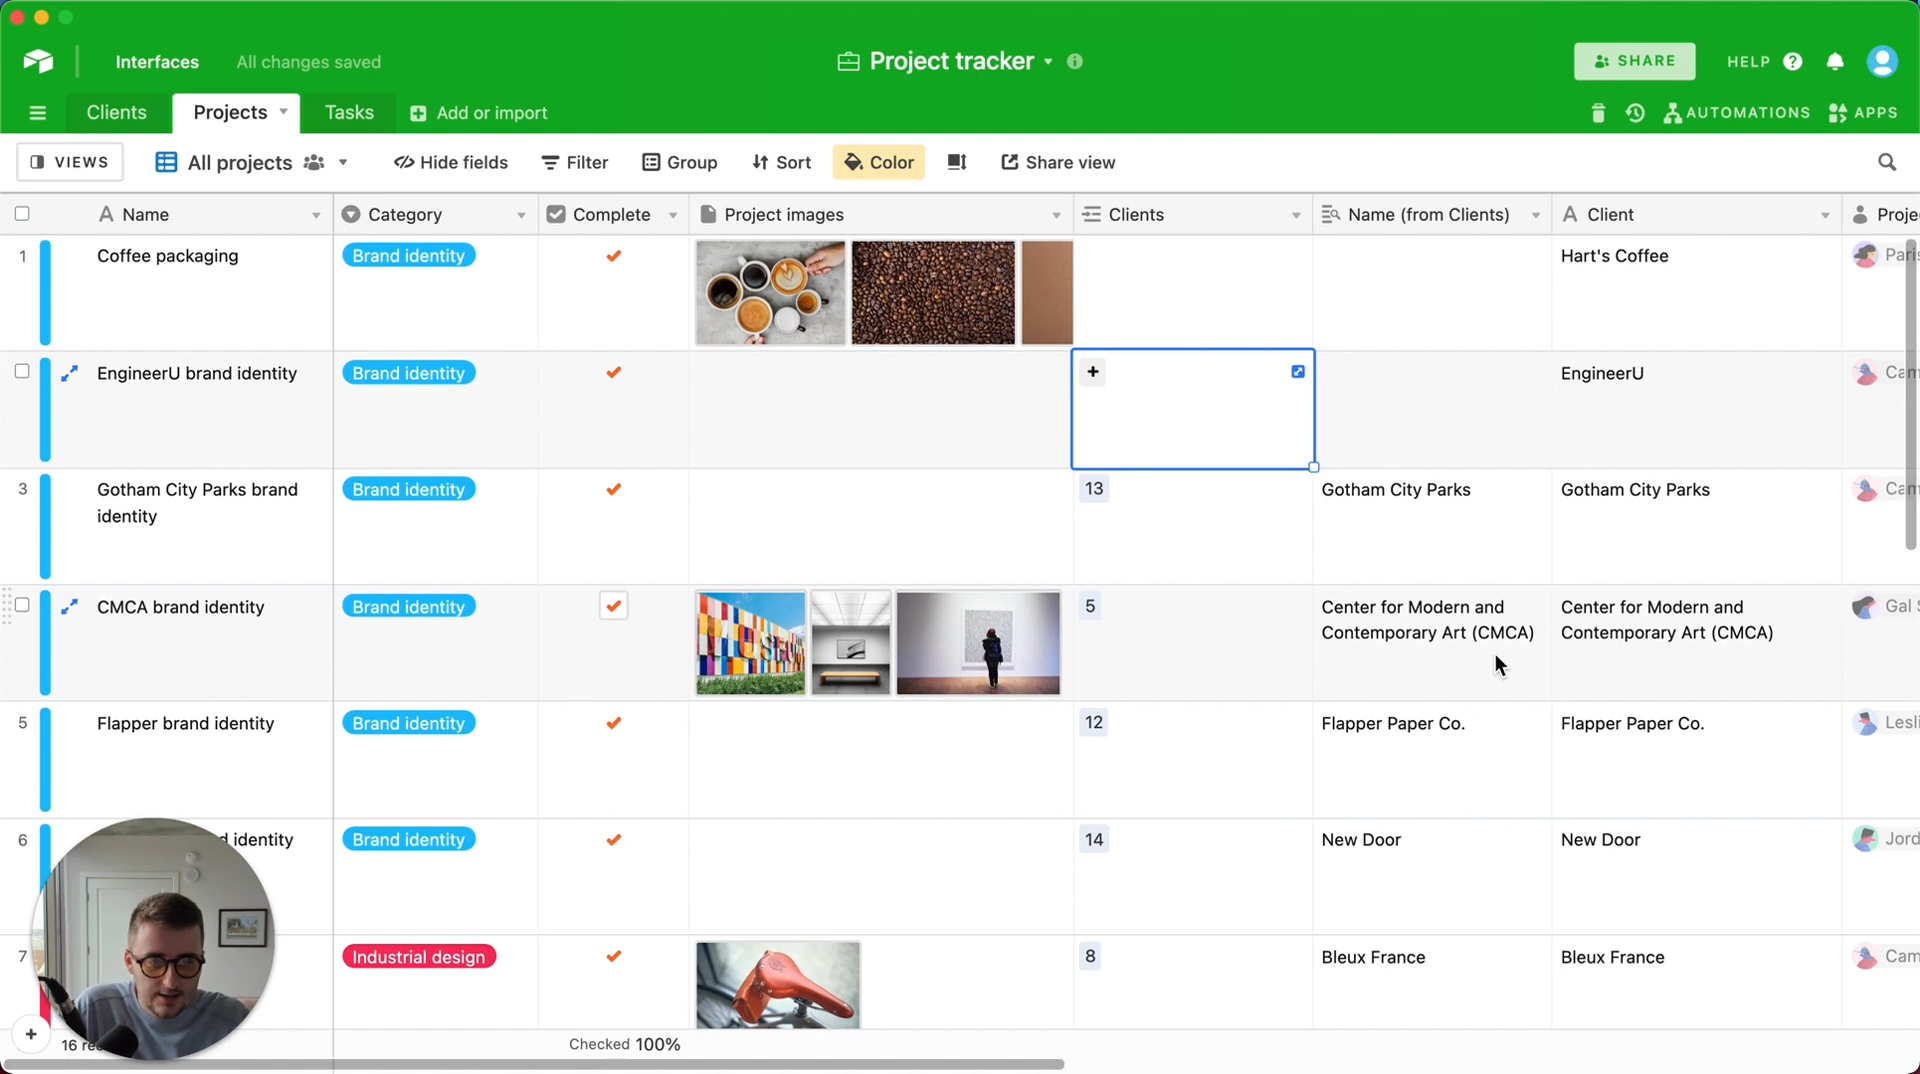 Interfaces
All changes saved
Project tracker
SHARE
HELP
Clients
Projects
Tasks
Add or import
AUTOMATIONS
APPS
VIEWS
All projects
Hide fields
Filter
Group
Sort
Color
Share view
Name
Category
Complete
Project images
Clients
Name (from Clients)
Client
1
Coffee packaging
Brand identity
Hart's Coffee
EngineerU brand identity
Brand identity
EngineerU
3
Gotham City Parks brand
identity
Brand identity
13
Gotham City Parks
Gotham City Parks
CMCA brand identity
Brand identity
5
Center for Modern and
Contemporary Art (CMCA)
Center for Modern and
Contemporary Art (CMCA)
Gal
5
Flapper brand identity
Brand identity
12
Flapper Paper Co.
Flapper Paper Co.
6
identity
Brand identity
14
New Door
New Door
7
Industrial design
8
Bleux France
Bleux France
16
Checked 100%